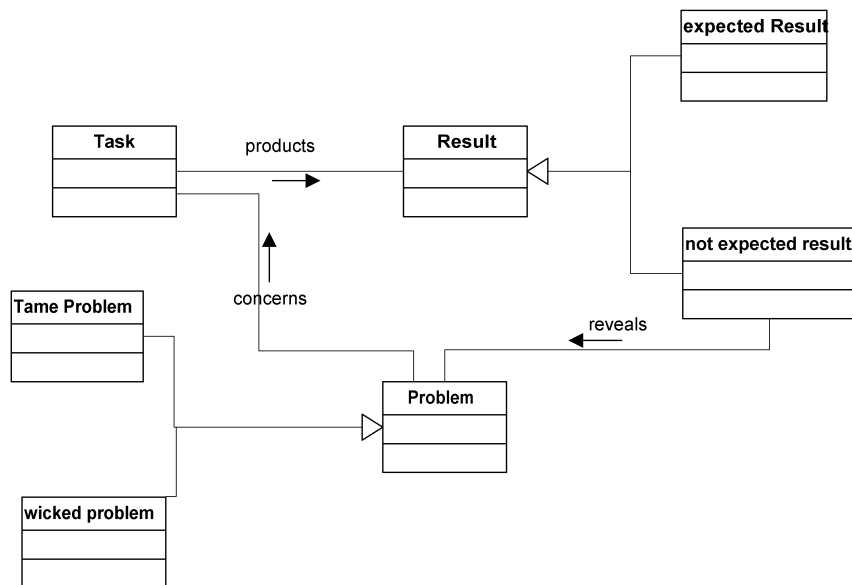 expected Result
Task
products
Result
not expected result
concerns
Tame Problem
reveals
Problem
wicked problem